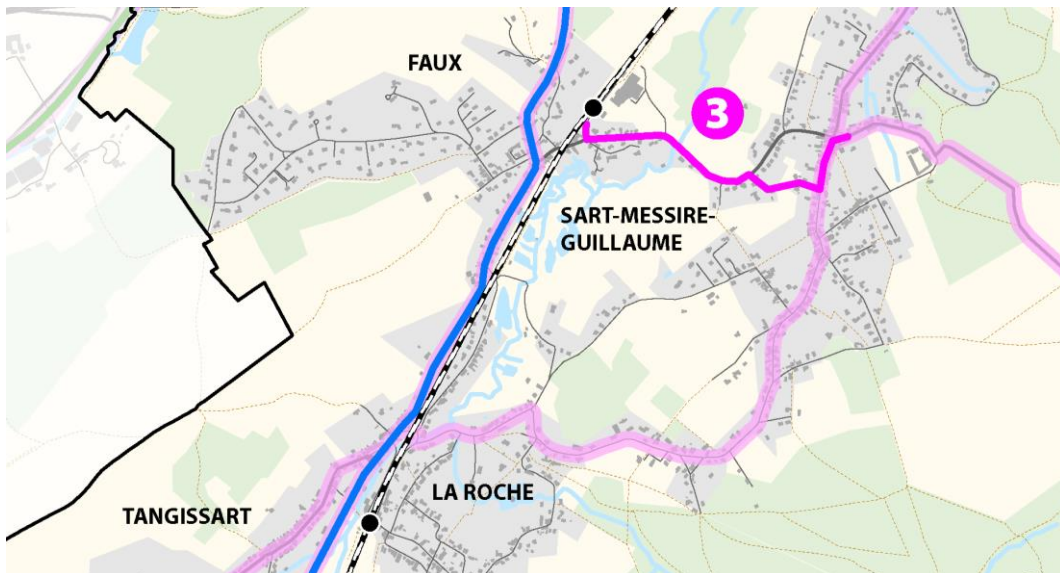 FAUX
3
SART-MESSIRE-
GUILLAUME
LA ROCHE
TANGISSART